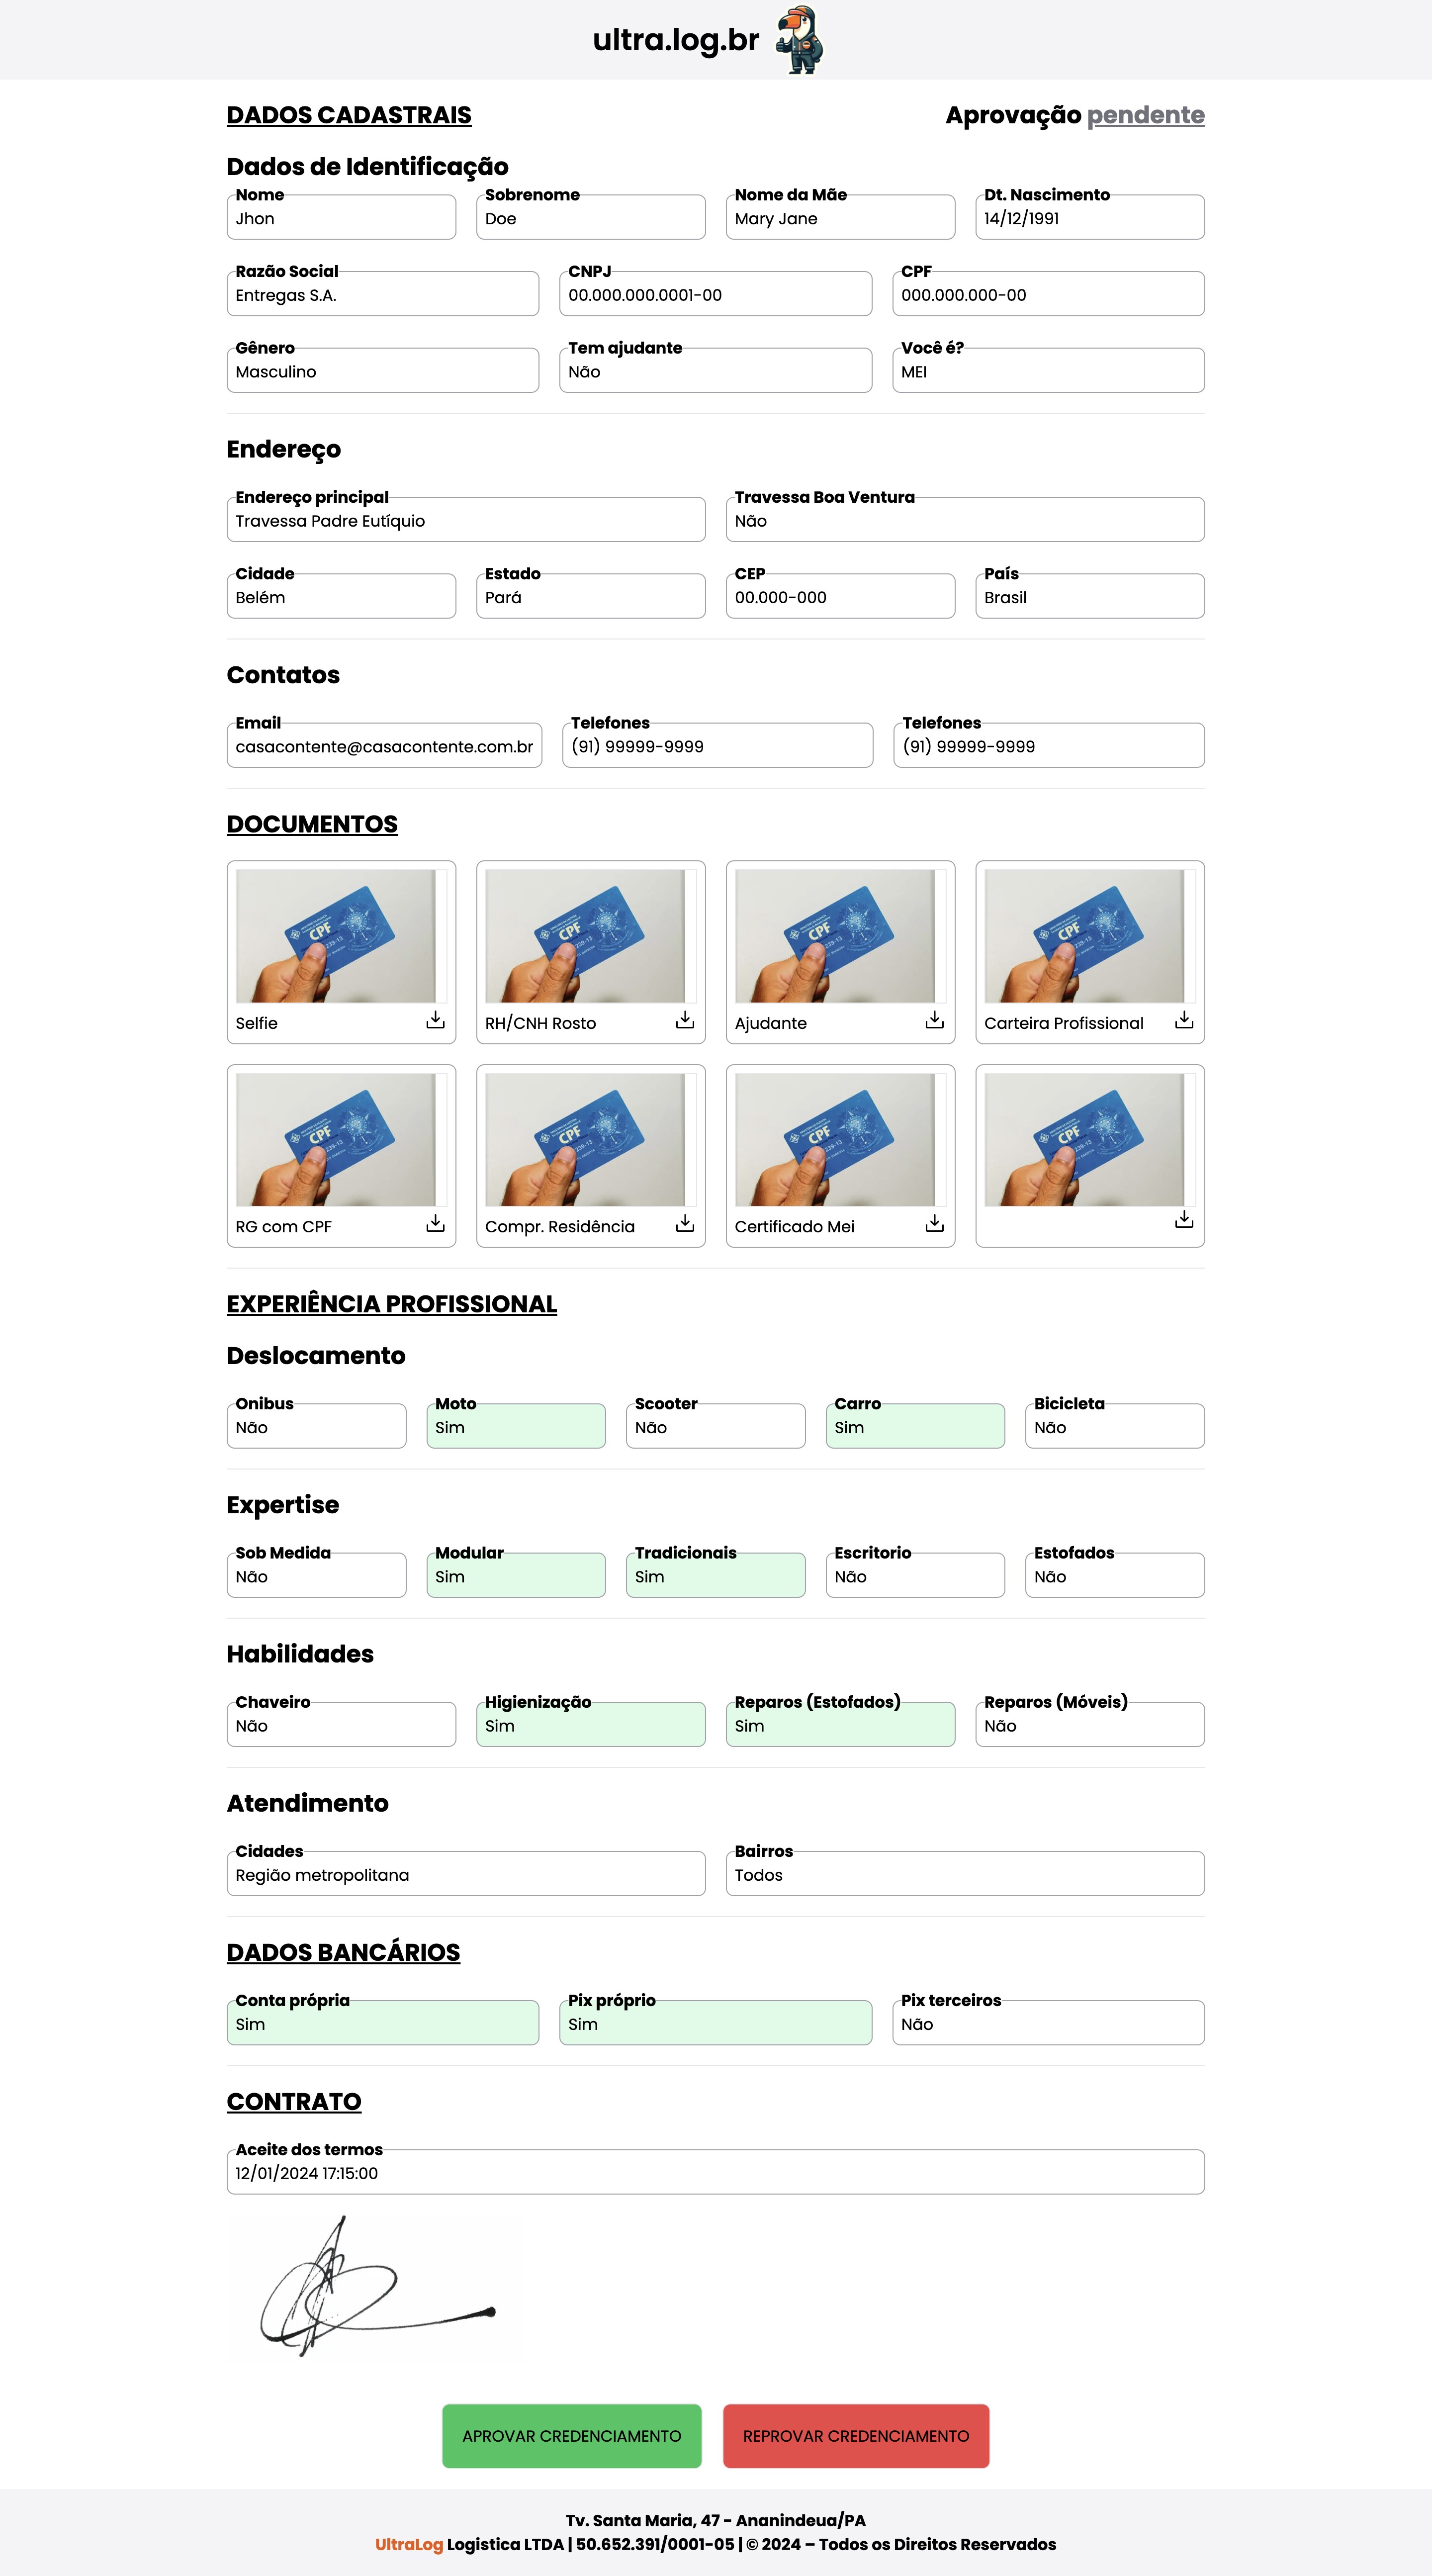 ultra.log.br
DADOS CADASTRAIS
Aprovação pendente
Dados de Identificação
Nome
Jhon
Sobrenome
Doe
Nome da Mãe
Mary Jane
Dt. Nascimento
14/12/1991
Razão Social
Entregas S.A.
CNPJ
00.000.000.0001-00
CPF
000.000.000-00
Gênero
Masculino
Tem ajudante
Não
Você é?
MEI
Endereço
Endereço principal
Travessa Padre Eutíquio
Travessa Boa Ventura
Não
Cidade
Belém
Estado
Pará
CEP
00.000-000
País
Brasil
Contatos
Email
casacontente@casacontente.com.br
Telefones
(91) 99999-9999
Telefones
(91) 99999-9999
DOCUMENTOS
CPF
Selfie
CPF
RH/CNH Rosto
CPF
Ajudante
CPF
Carteira Profissional
CPF
RG com CPF
CPF
Compr. Residência
CPF
Certificado Mei
CPF
EXPERIÊNCIA PROFISSIONAL
Deslocamento
Onibus
Não
Moto
Sim
Scooter
Não
Carro
Sim
Bicicleta
Não
Expertise
Sob Medida
Não
Modular
Sim
Tradicionais
Sim
Escritorio
Não
Estofados
Não
Habilidades
Chaveiro
Não
Higienização
Sim
Reparos (Estofados)
Sim
Reparos (Móveis)
Não
Atendimento
Cidades
Região metropolitana
Bairros
Todos
DADOS BANCÁRIOS
Conta própria
Sim
Pix próprio
Sim
Pix terceiros
Não
CONTRATO
Aceite dos termos
12/01/2024 17:15:00
APROVAR CREDENCIAMENTO
REPROVAR CREDENCIAMENTO
Tv. Santa Maria, 47 - Ananindeua/PA
UltraLog Logistica LTDA | 50.652.391/0001-05 | © 2024 – Todos os Direitos Reservados